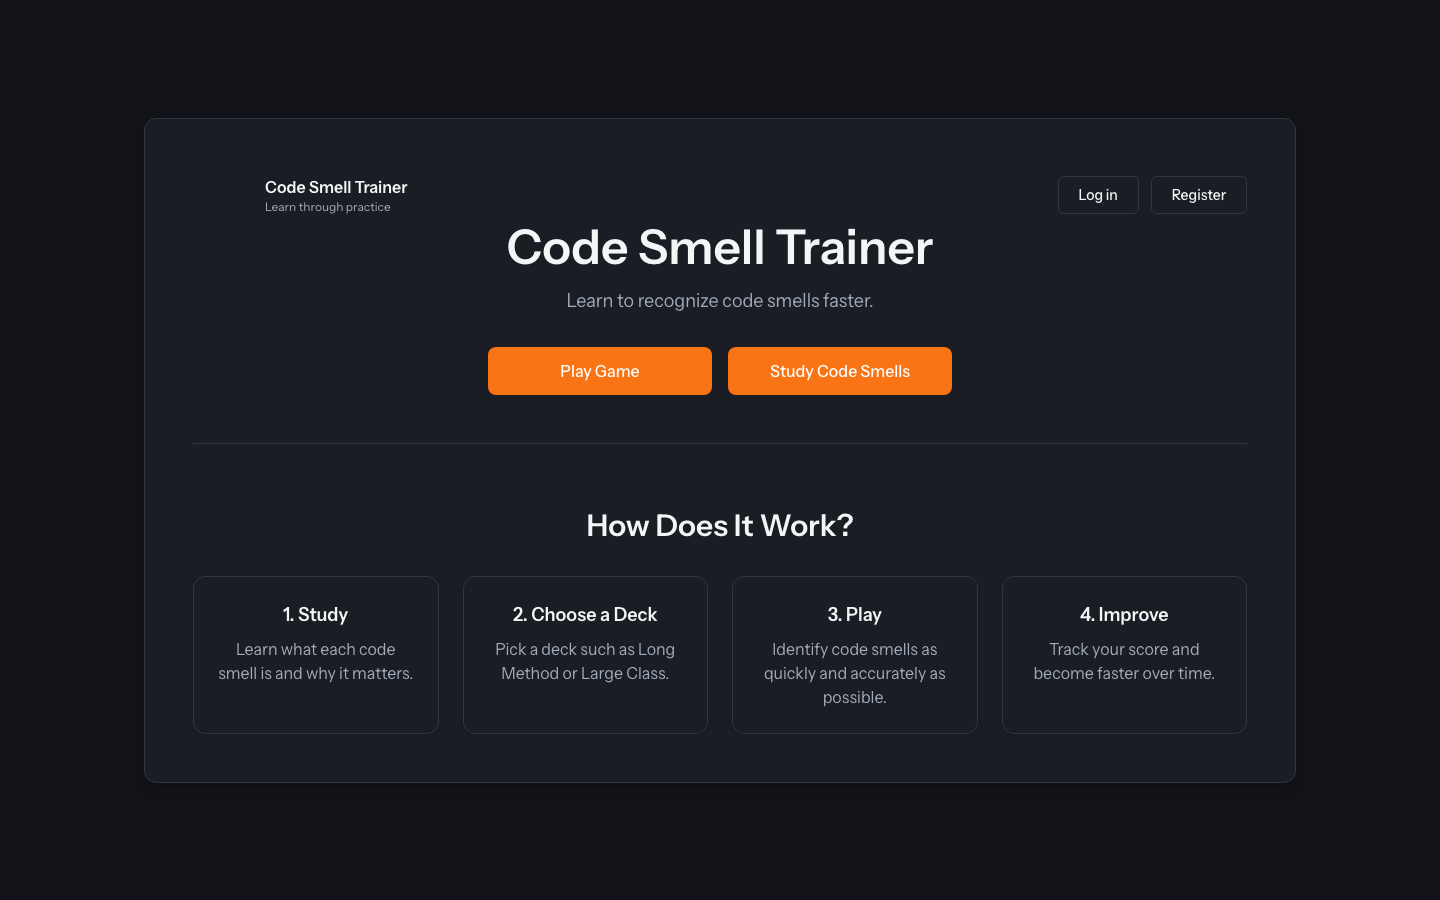 Code Smell Trainer
Learn through practice
Log in
Register
Code Smell Trainer
Learn to recognize code smells faster.
Play Game
Study Code Smells
How Does It Work?
1. Study
Learn what each code
smell is and why it matters.
2. Choose a Deck
Pick a deck such as Long
Method or Large Class.
3. Play
Identify code smells as
quickly and accurately as
possible.
4. Improve
Track your score and
become faster over time.